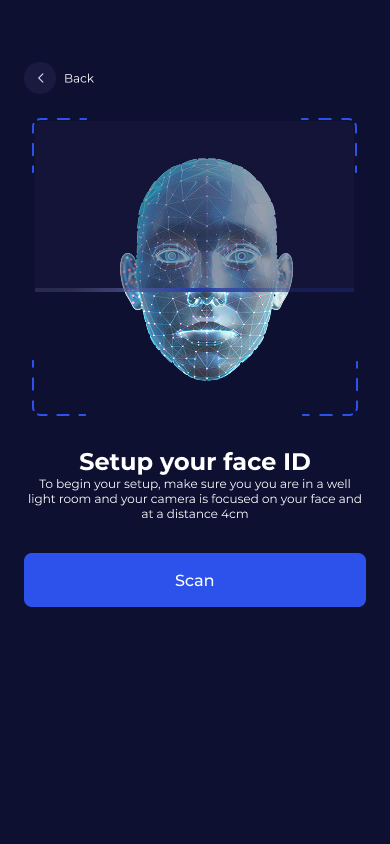 Back
Setup your face ID
To begin your setup, make sure you you are in a well
light room and your camera is focused on your face and
at a distance 4cm
Scan